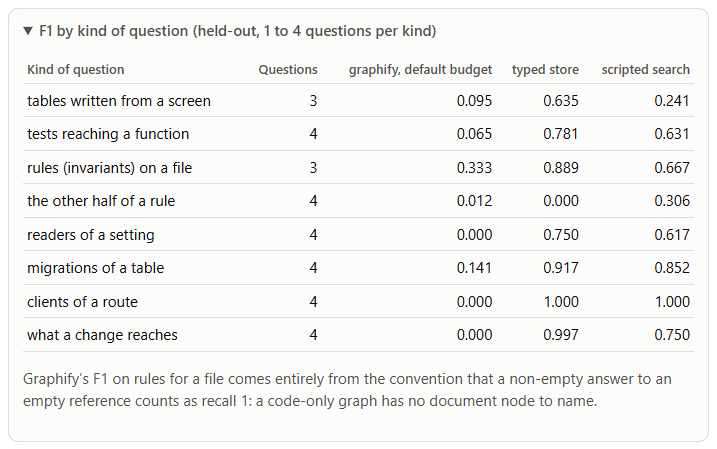 ▼ F1 by kind of question (held-out, 1 to 4 questions per kind)
Kind of question Questions graphify, default budget typed store scripted search
tables written from a screen 3 0.095 0.635 0.241
tests reaching a function 4 0.065 0.781 0.631
rules (invariants) on a file 3 0.333 0.889 0.667
the other half of a rule 4 0.012 0.000 0.306
readers of a setting 4 0.000 0.750 0.617
migrations of a table 4 0.141 0.917 0.852
clients of a route 4 0.000 1.000 1.000
what a change reaches 4 0.000 0.997 0.750
Graphify’s F1 on rules for a file comes entirely from the convention that a non-empty answer to an
empty reference counts as recall 1: a code-only graph has no document node to name.